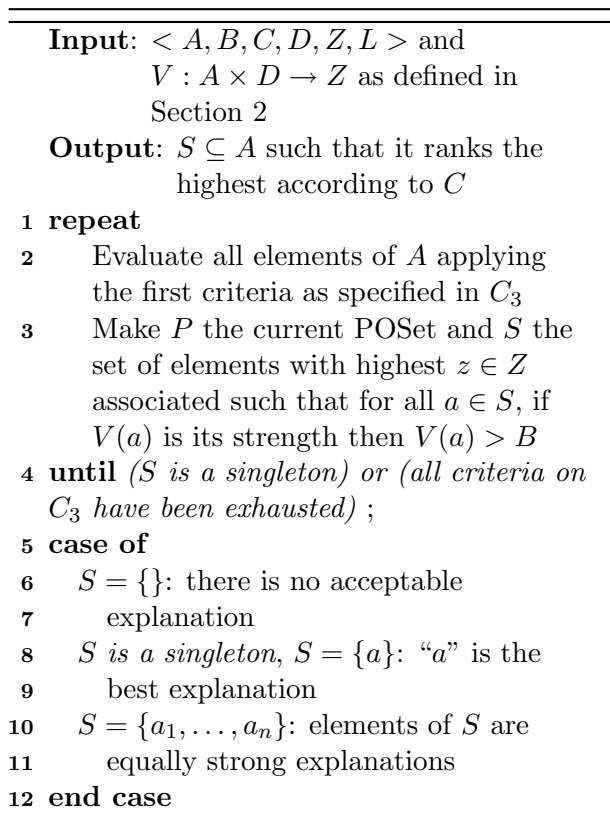 Input: < A, B, C, D, Z, L > and
V : A × D → Z as defined in
Section 2
Output: S ⊆ A such that it ranks the
highest according to C
1 repeat
2 Evaluate all elements of A applying
the first criteria as specified in C₃
3 Make P the current POSet and S the
set of elements with highest z ∈ Z
associated such that for all a ∈ S, if
V(a) is its strength then V(a) > B
4 until (S is a singleton) or (all criteria on
C₃ have been exhausted) ;
5 case of
6 S = {}: there is no acceptable
7 explanation
8 S is a singleton, S = {a}: “a” is the
9 best explanation
10 S = {a₁, . . . , aₙ}: elements of S are
11 equally strong explanations
12 end case